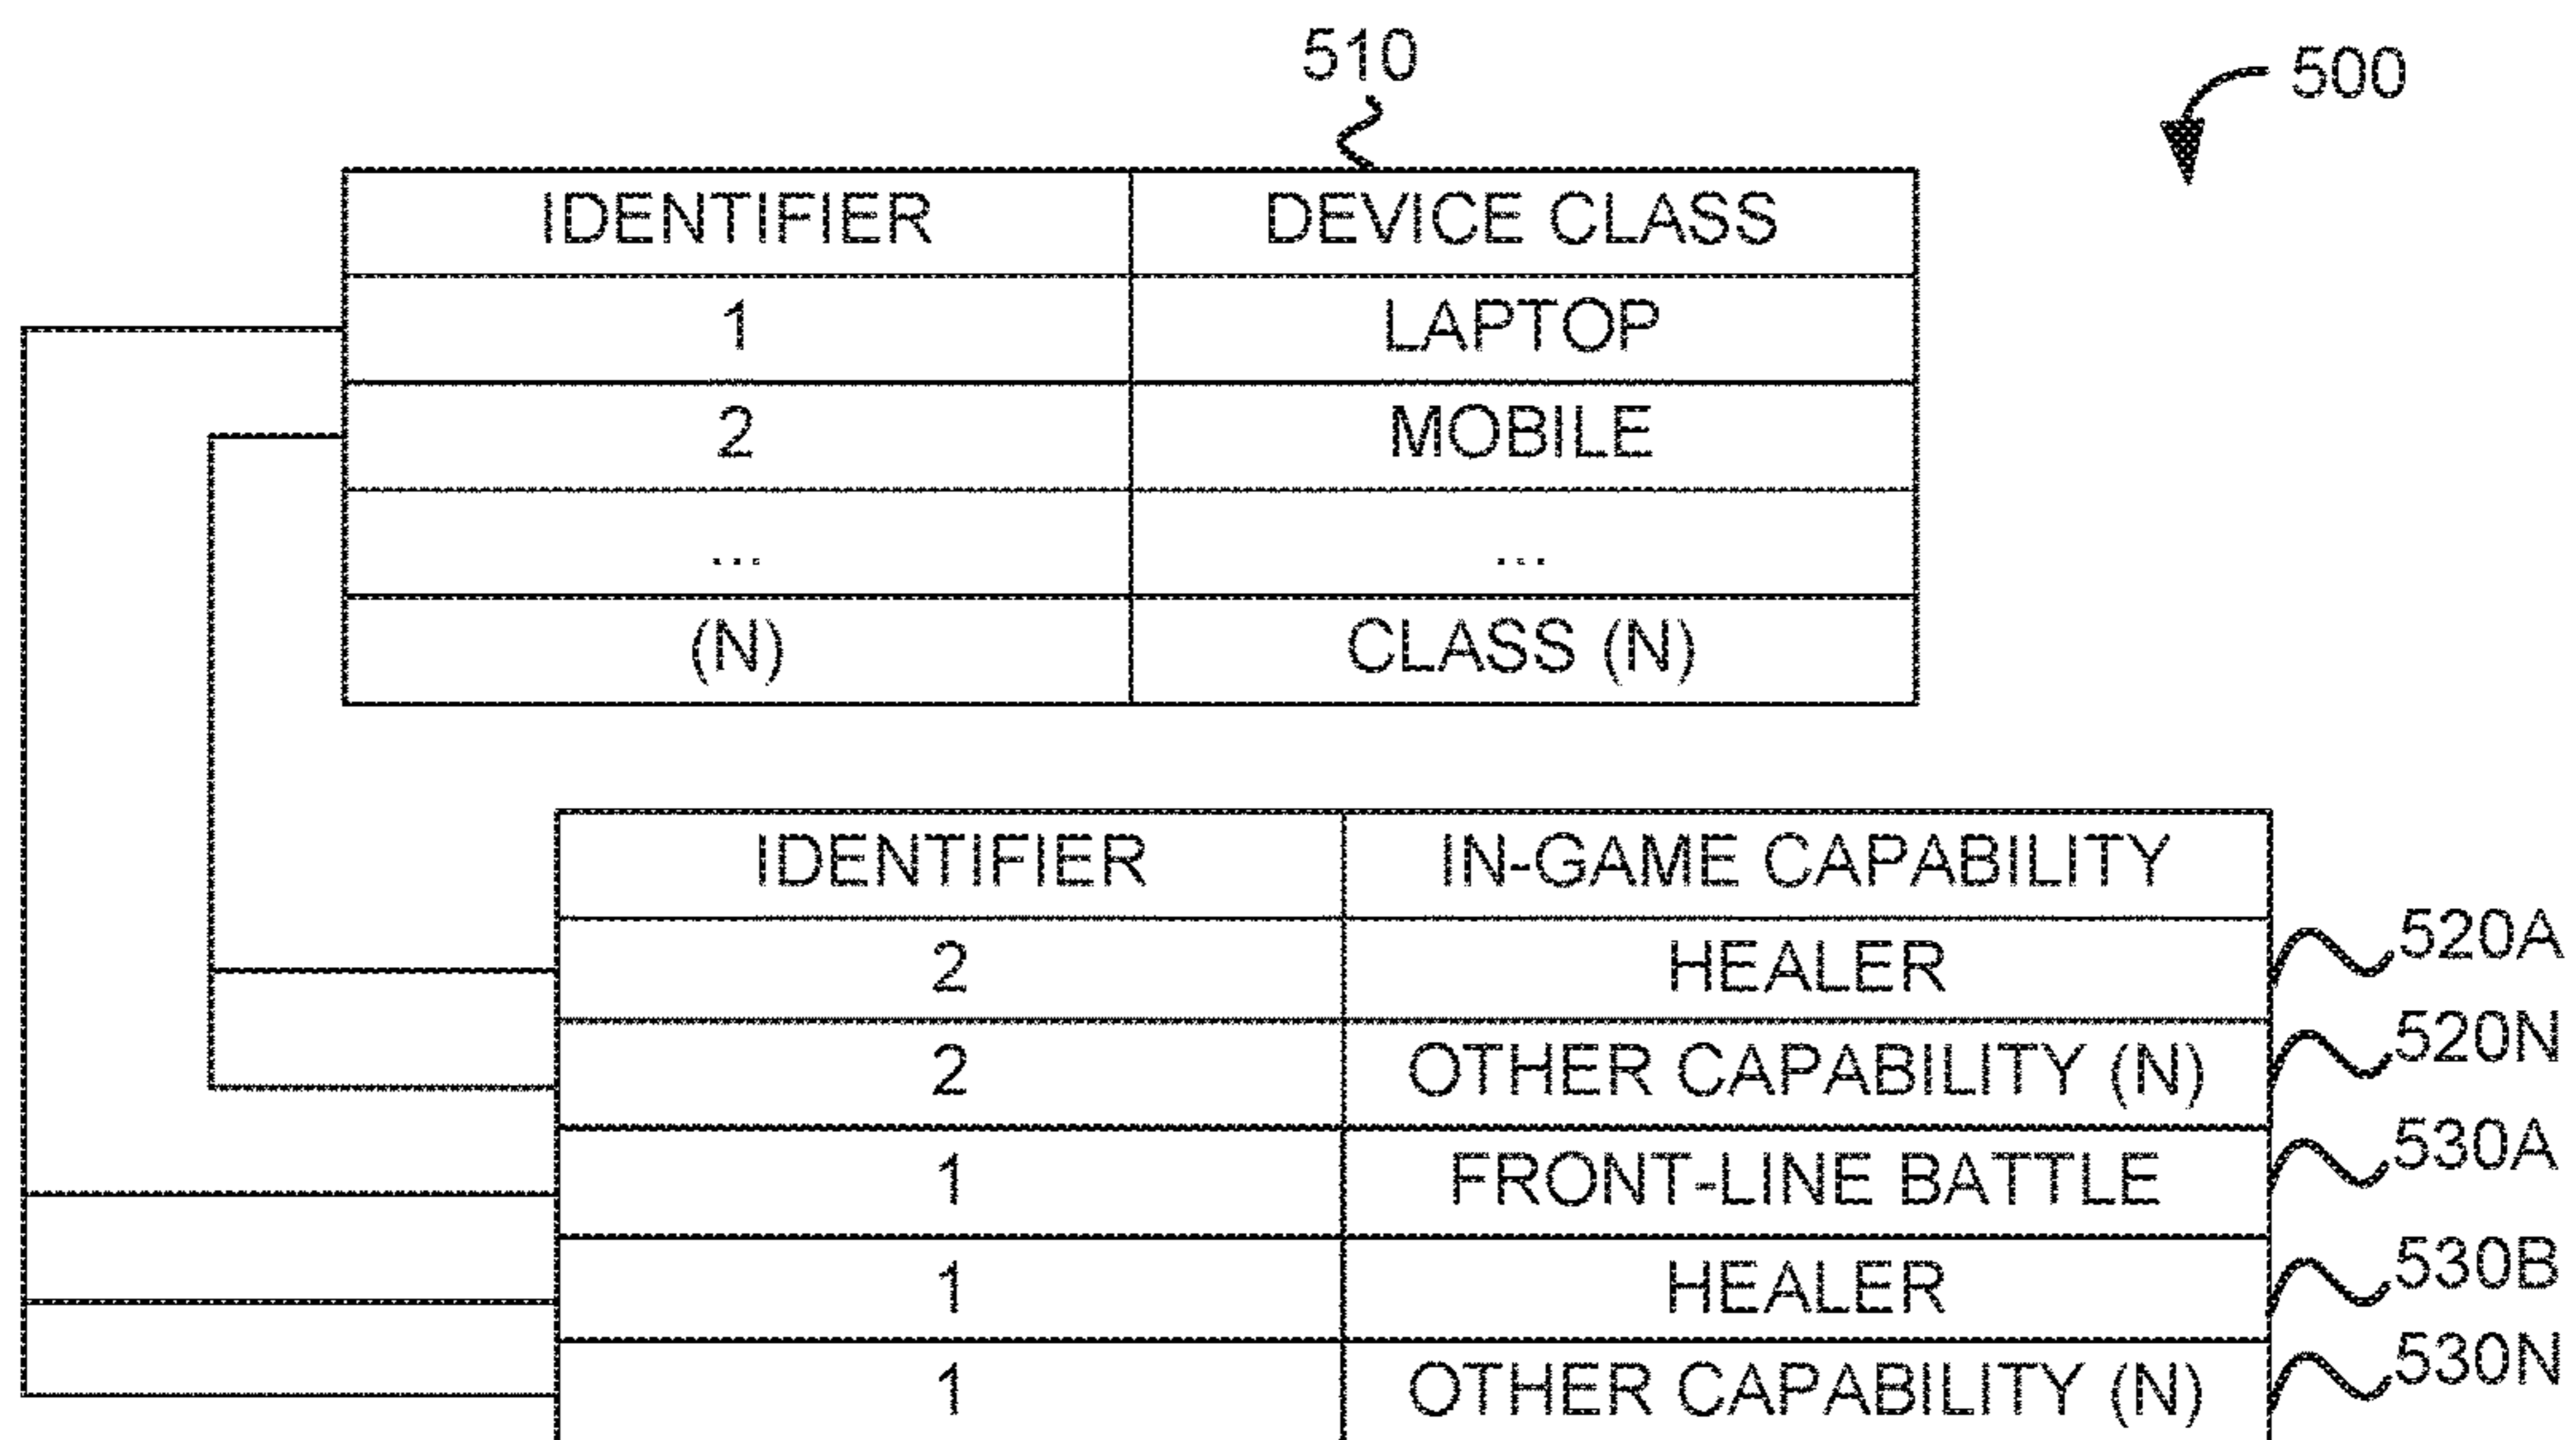 510
500
IDENTIFIER DEVICE CLASS
1 LAPTOP
2 MOBILE
... ...
(N) CLASS (N)
IDENTIFIER IN-GAME CAPABILITY
2 HEALER 520A
2 OTHER CAPABILITY (N) 520N
1 FRONT-LINE BATTLE 530A
1 HEALER 530B
1 OTHER CAPABILITY (N) 530N